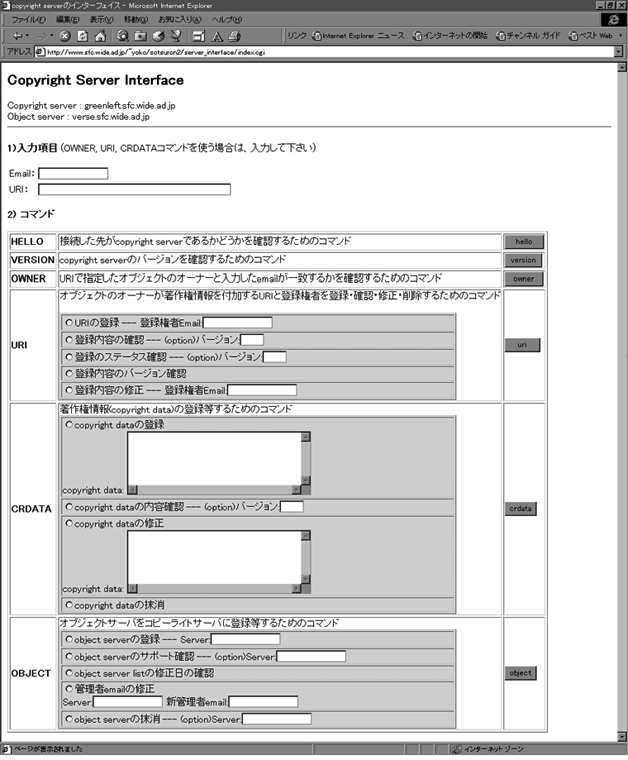 copyright serverのインターフェイス - Microsoft Internet Explorer
ファイル(F) 編集(E) 表示(V) 移動(G) お気に入り(A) ヘルプ(H)
リンク Internet Explorer ニュース インターネットの開始 チャンネル ガイド ベスト Web
アドレス http://www.sfc.wide.ad.jp/~yoko/sotsuron2/server_interface/index.cgi
Copyright Server Interface
Copyright server : greenleft.sfc.wide.ad.jp
Object server : verse.sfc.wide.ad.jp
1)入力項目 (OWNER, URI, CRDATAコマンドを使う場合は、入力して下さい)
Email:
URI:
2) コマンド
HELLO 接続した先がcopyright serverであるかどうかを確認するためのコマンド hello
VERSION copyright serverのバージョンを確認するためのコマンド version
OWNER URIで指定したオブジェクトのオーナーと入力したemailが一致するかを確認するためのコマンド owner
オブジェクトのオーナーが著作権情報を付加するURIと登録権者を登録・確認・修正・削除するためのコマンド
URIの登録 --- 登録権者Email:
登録内容の確認 --- (option)バージョン:
URI 登録のステータス確認 --- (option)バージョン: uri
登録内容のバージョン確認
登録内容の修正 --- 登録権者Email:
著作権情報(copyright data)の登録等するためのコマンド
copyright dataの登録
copyright data:
CRDATA copyright dataの内容確認 --- (option)バージョン: crdata
copyright dataの修正
copyright data:
copyright dataの抹消
オブジェクトサーバをコピーライトサーバに登録等するためのコマンド
object serverの登録 --- Server:
object serverのサポート確認 --- (option)Server:
OBJECT object server listの修正日の確認 object
管理者emailの修正
Server: 新管理者email:
object serverの抹消 --- (option)Server:
ページが表示されました インターネット ゾーン